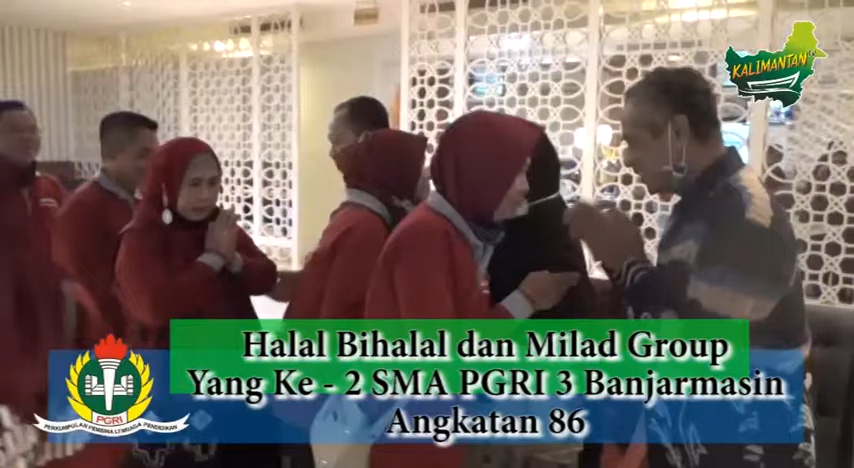 KALIMANTAN
Halal Bihalal dan Milad Group
Yang Ke - 2 SMA PGRI 3 Banjarmasin
Angkatan 86
PGRI